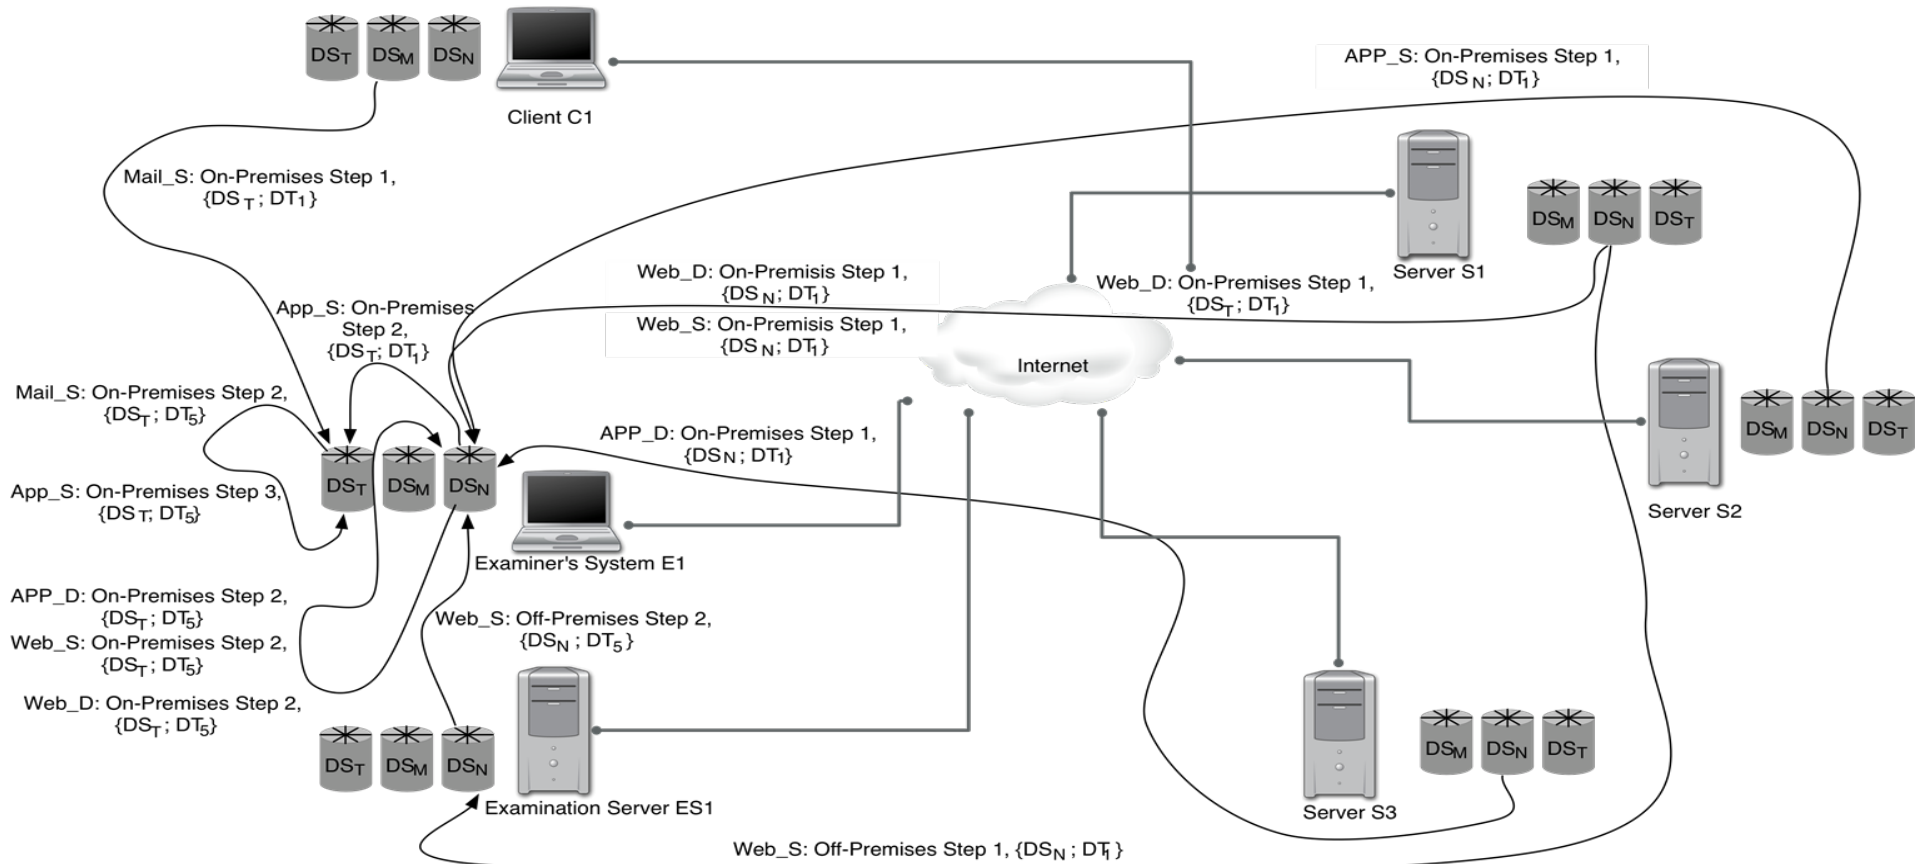 DST DSM DSN
Client C1
APP_S: On-Premises Step 1,
{DSN; DT1}
Mail_S: On-Premises Step 1,
{DST; DT1}
DSM DSN DST
Server S1
Web_D: On-Premisis Step 1,
{DSN; DT1}
Web_D: On-Premises Step 1,
{DST; DT1}
App_S: On-Premises
Step 2,
{DST; DT1}
Web_S: On-Premisis Step 1,
{DSN; DT1}
Internet
Mail_S: On-Premises Step 2,
{DST; DT5}
DSM DSN DST
Server S2
APP_D: On-Premises Step 1,
{DSN; DT1}
DST DSM DSN
App_S: On-Premises Step 3,
{DST; DT5}
Examiner's System E1
APP_D: On-Premises Step 2,
{DST; DT5}
Web_S: On-Premises Step 2,
{DST; DT5}
Web_S: Off-Premises Step 2,
{DSN; DT5}
Web_D: On-Premises Step 2,
{DST; DT5}
DST DSM DSN
Examination Server ES1
DSM DSN DST
Server S3
Web_S: Off-Premises Step 1, {DSN; DT1}